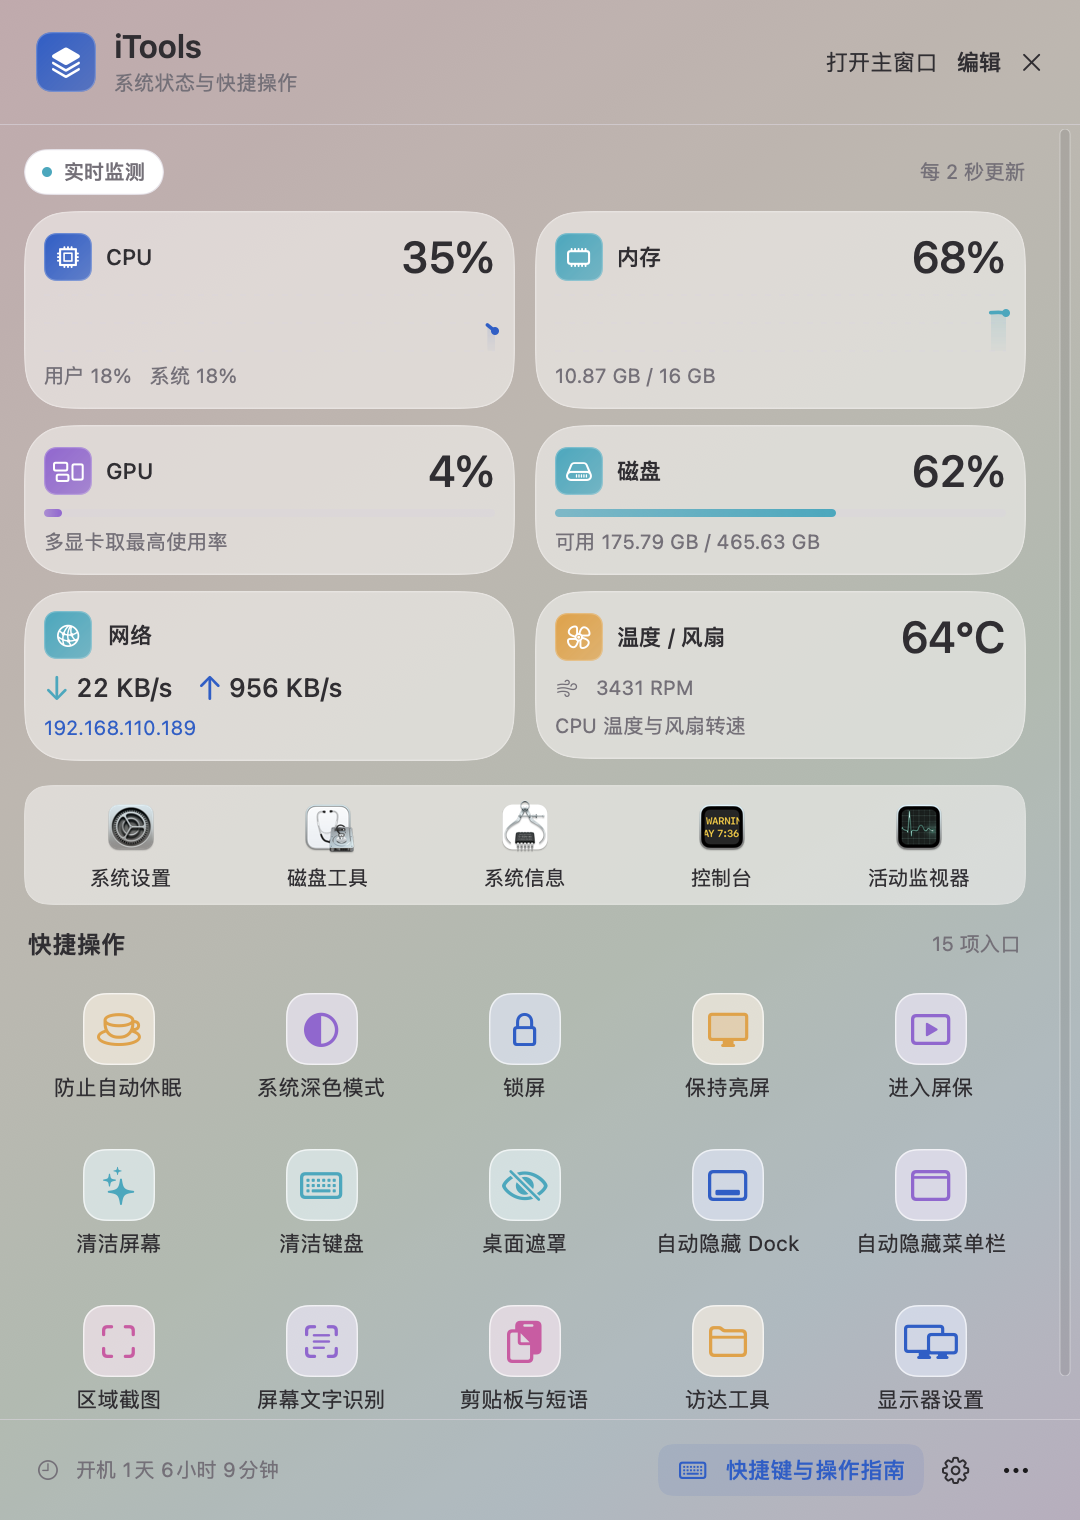 iTools
系统状态与快捷操作
打开主窗口 编辑
实时监测
每 2 秒更新
CPU
35%
用户 18% 系统 18%
内存
68%
10.87 GB / 16 GB
GPU
4%
多显卡取最高使用率
磁盘
62%
可用 175.79 GB / 465.63 GB
网络
22 KB/s 956 KB/s
192.168.110.189
温度 / 风扇
64°C
3431 RPM
CPU 温度与风扇转速
WARNIN
AY 7:36
系统设置 磁盘工具 系统信息 控制台 活动监视器
快捷操作
15 项入口
防止自动休眠 系统深色模式 锁屏 保持亮屏 进入屏保
清洁屏幕 清洁键盘 桌面遮罩 自动隐藏 Dock 自动隐藏菜单栏
区域截图 屏幕文字识别 剪贴板与短语 访达工具 显示器设置
开机 1天 6小时 9分钟
快捷键与操作指南